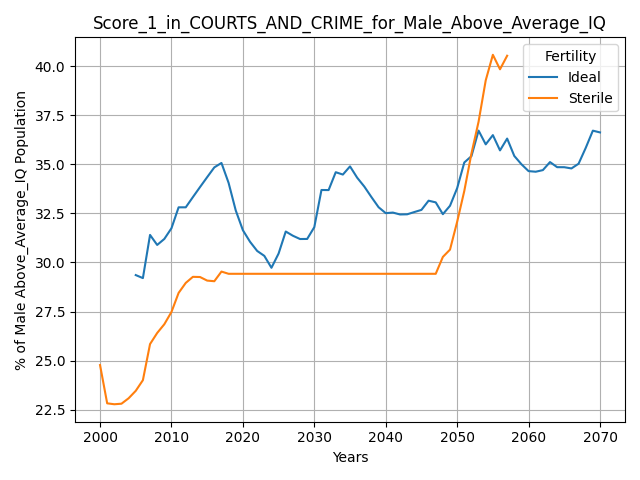 Score_1_in_COURTS_AND_CRIME_for_Male_Above_Average_IQ
% of Male Above_Average_IQ Population
40.0
37.5
35.0
32.5
30.0
27.5
25.0
22.5
Fertility
Ideal
Sterile
2000 2010 2020 2030 2040 2050 2060 2070
Years